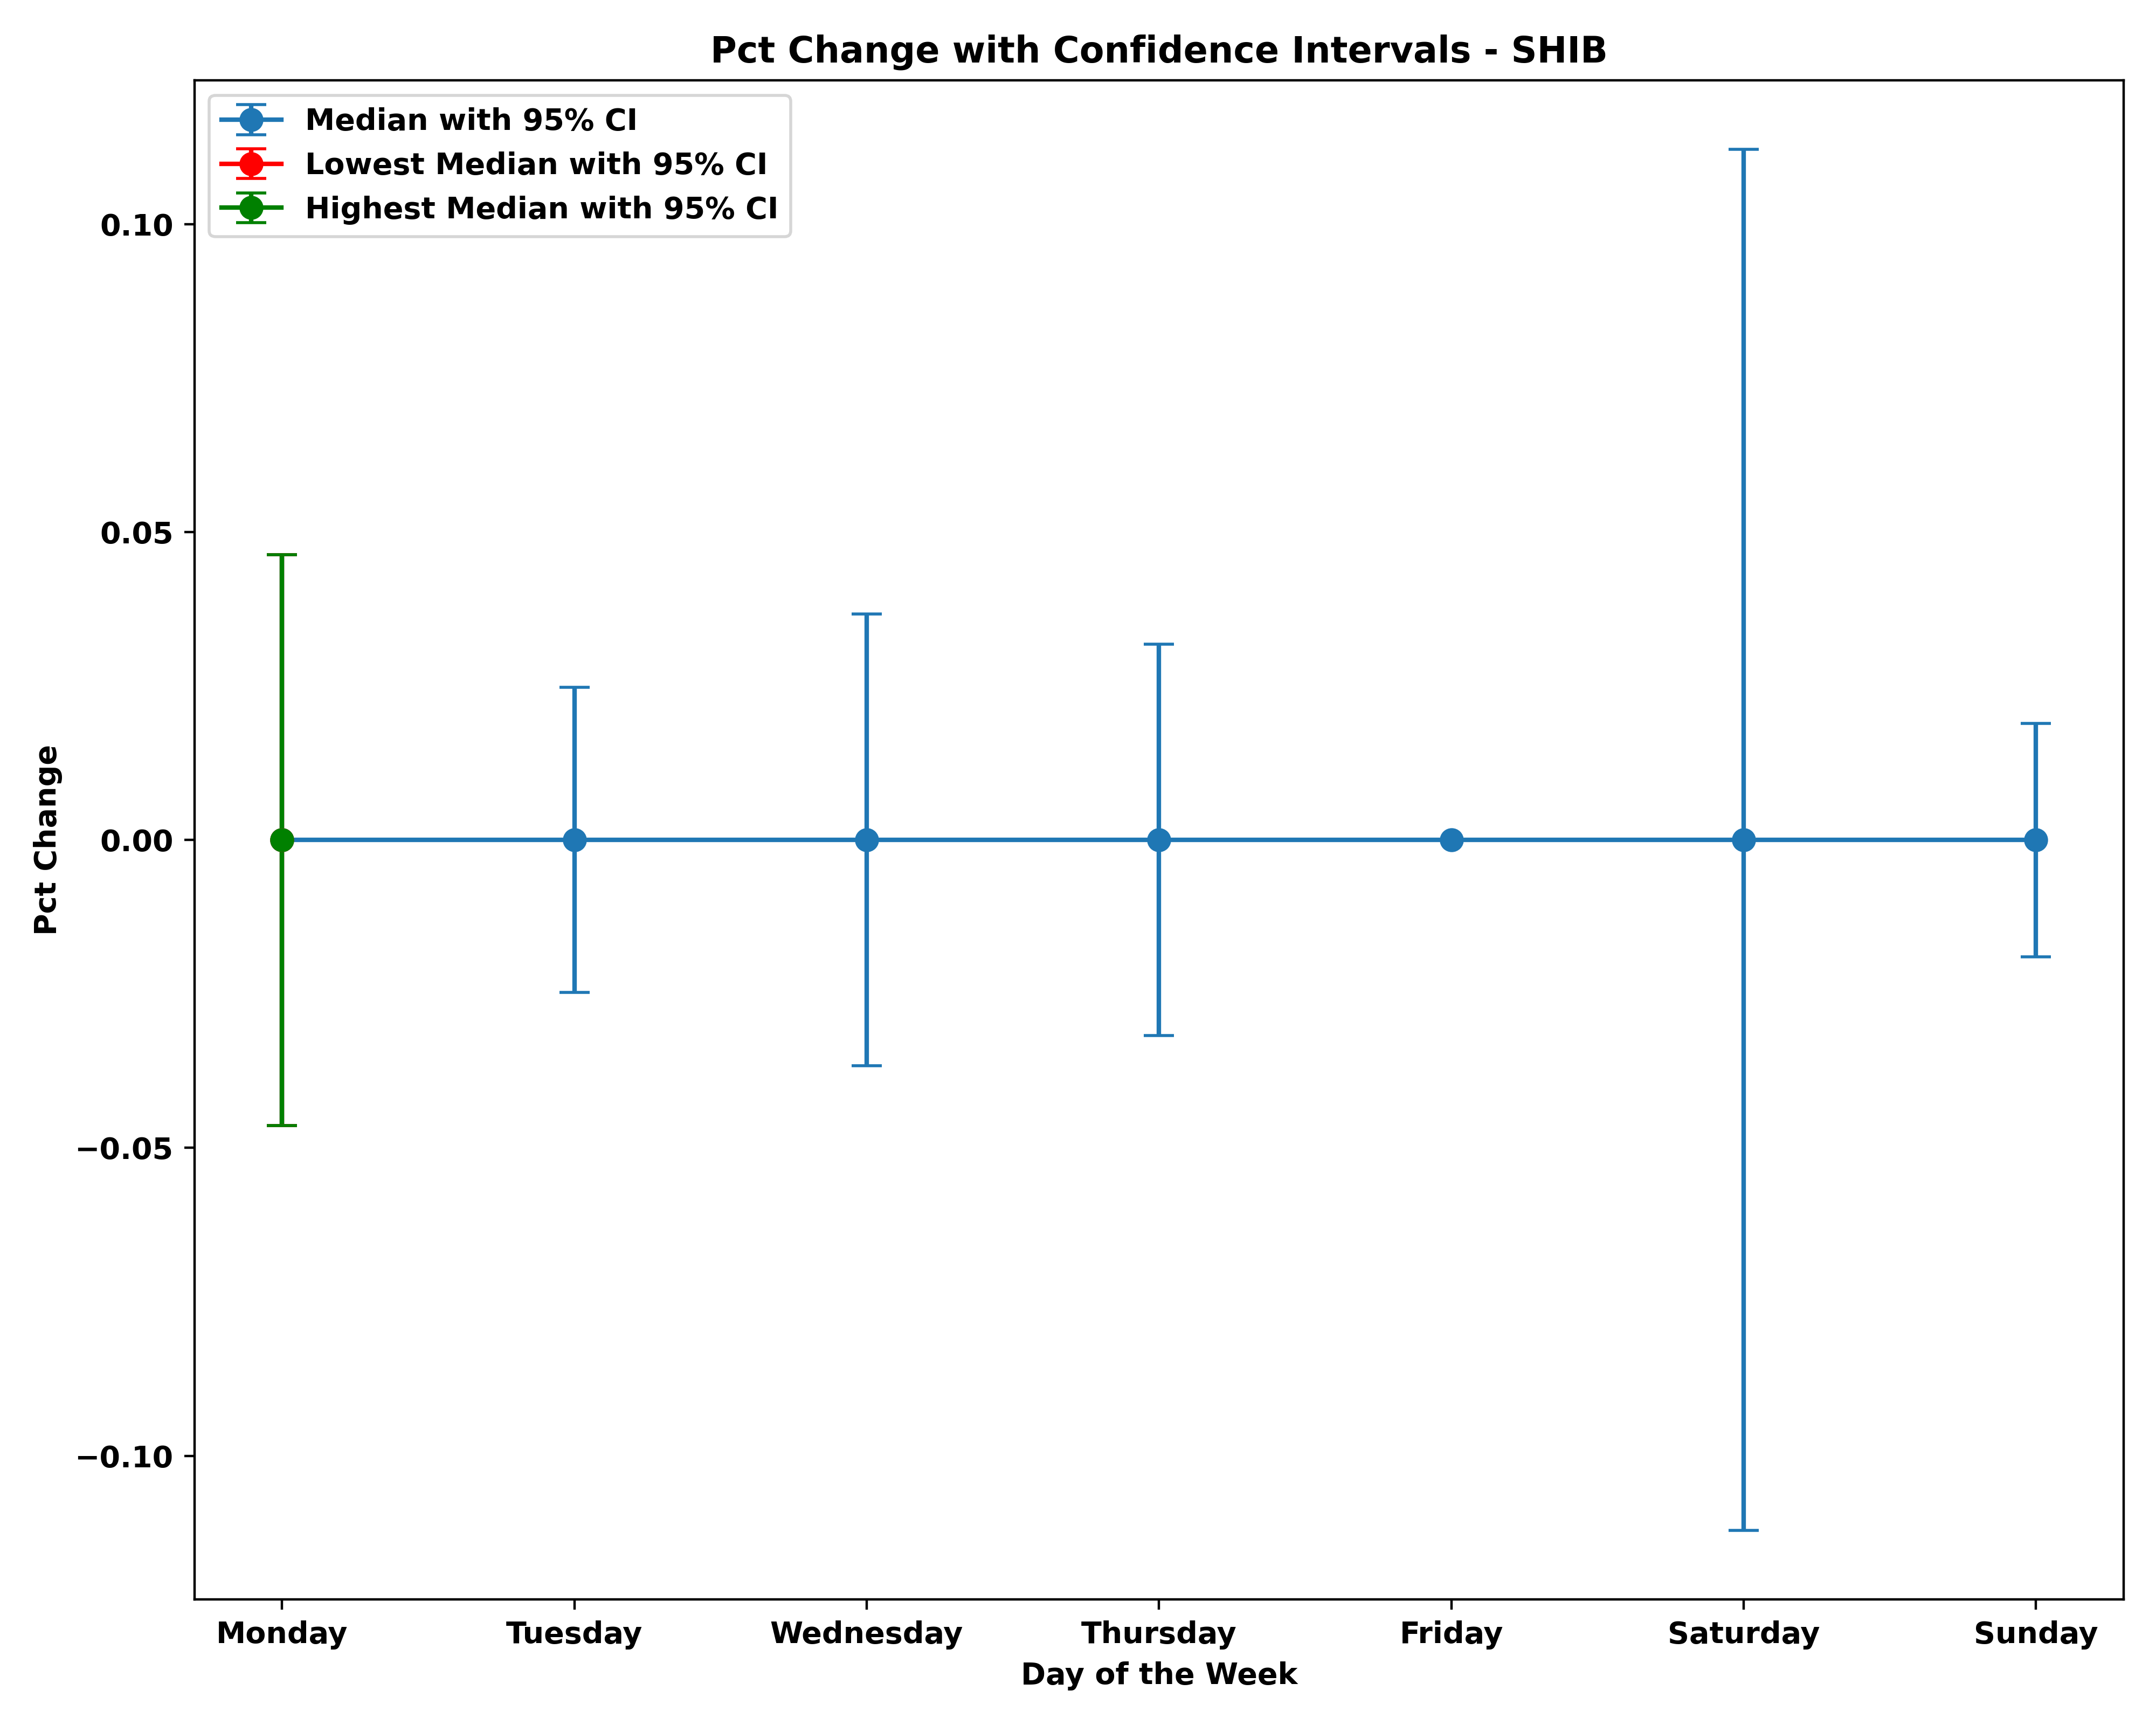 Pct Change with Confidence Intervals - SHIB
Median with 95% CI
Lowest Median with 95% CI
Highest Median with 95% CI
0.10
0.05
0.00
−0.05
−0.10
Pct Change
Monday Tuesday Wednesday Thursday Friday Saturday Sunday
Day of the Week